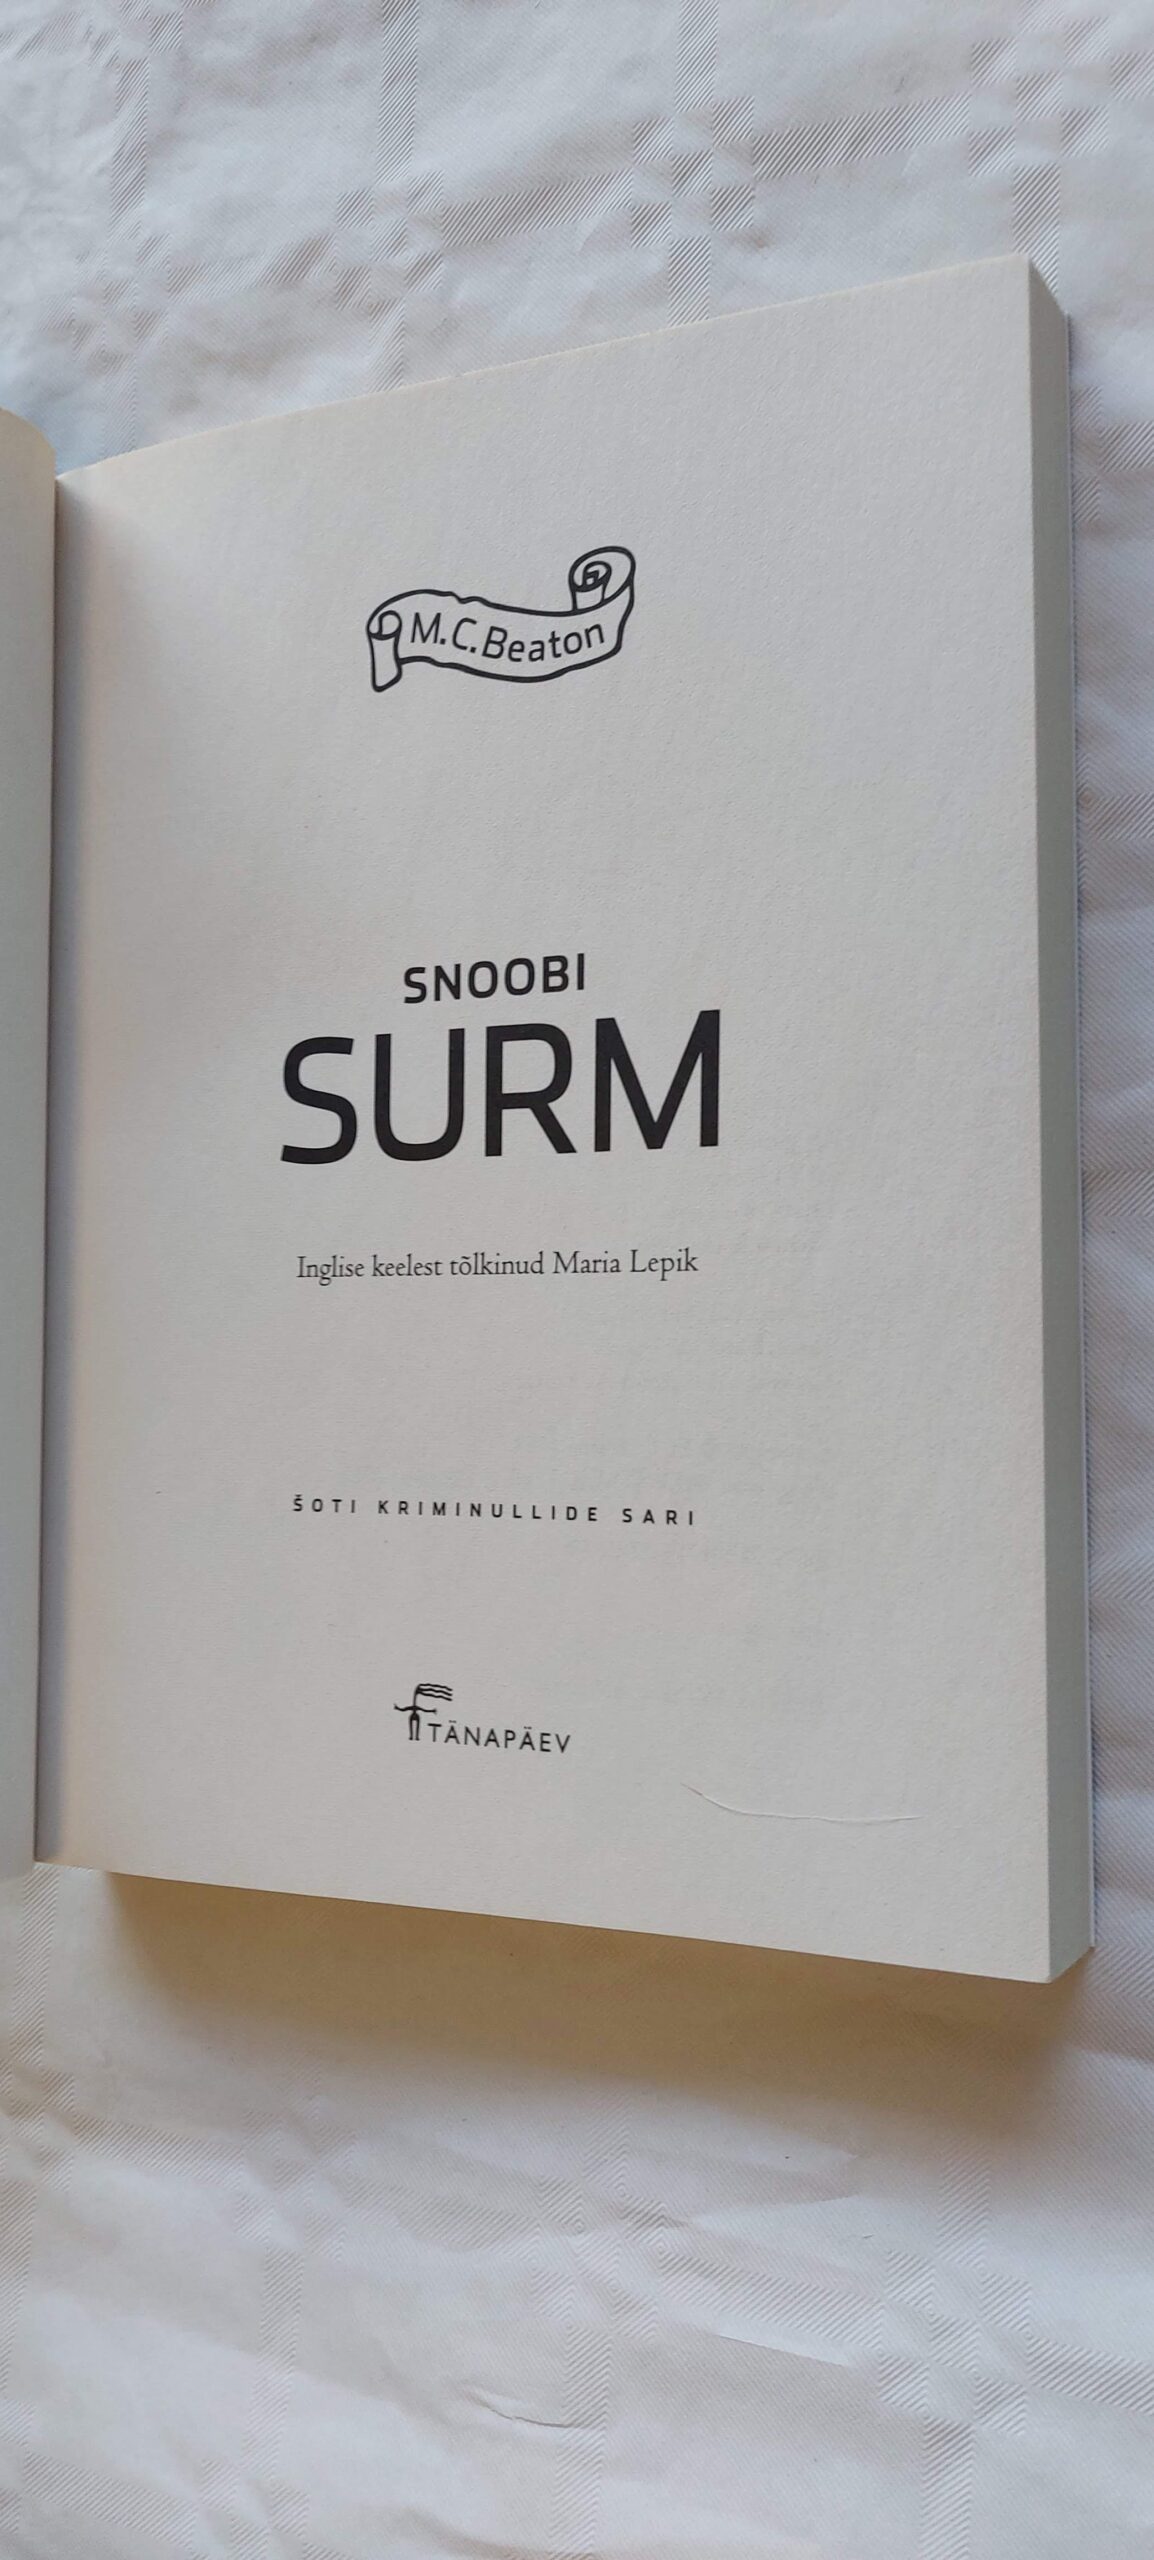 M.C.Beaton
SNOOBI
SURM
Inglise keelest tõlkinud Maria Lepik
ŠOTI KRIMINULLIDE SARI
TÄNAPÄEV